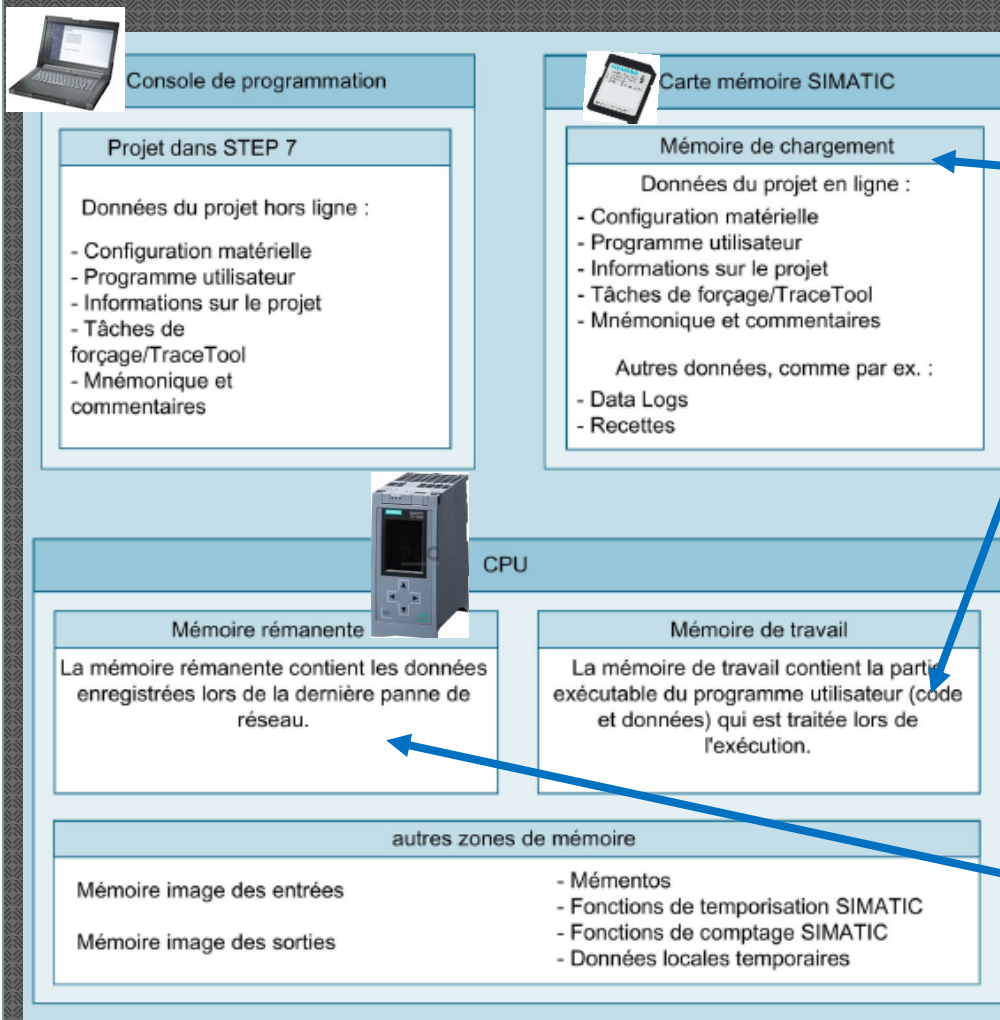 Console de programmation
Projet dans STEP 7
Données du projet hors ligne :
- Configuration matérielle
- Programme utilisateur
- Informations sur le projet
- Tâches de
forçage/TraceTool
- Mnémonique et
commentaires
Carte mémoire SIMATIC
SIEMENS
Mémoire de chargement
Données du projet en ligne :
- Configuration matérielle
- Programme utilisateur
- Informations sur le projet
- Tâches de forçage/TraceTool
- Mnémonique et commentaires
Autres données, comme par ex. :
- Data Logs
- Recettes
CPU
Mémoire rémanente
La mémoire rémanente contient les données
enregistrées lors de la dernière panne de
réseau.
Mémoire de travail
La mémoire de travail contient la partie
exécutable du programme utilisateur (code
et données) qui est traitée lors de
l'exécution.
autres zones de mémoire
Mémoire image des entrées
Mémoire image des sorties
- Mémentos
- Fonctions de temporisation SIMATIC
- Fonctions de comptage SIMATIC
- Données locales temporaires